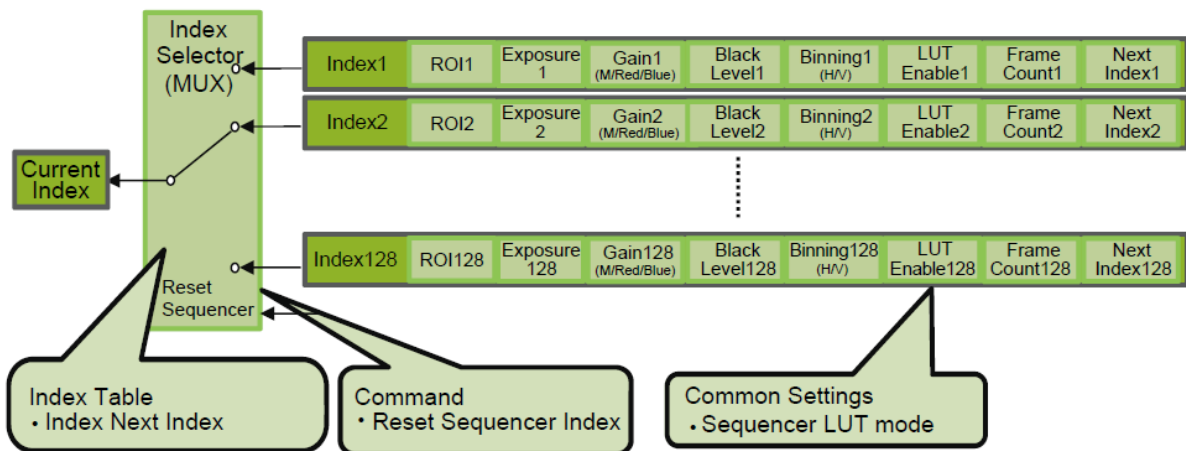 Index
Selector
(MUX)
Index1 ROI1 Exposure 1 Gain1 (M/Red/Blue) Black Level1 Binning1 (H/V) LUT Enable1 Frame Count1 Next Index1
Index2 ROI2 Exposure 2 Gain2 (M/Red/Blue) Black Level2 Binning2 (H/V) LUT Enable2 Frame Count2 Next Index2
Current
Index
Index128 ROI128 Exposure 128 Gain128 (M/Red/Blue) Black Level128 Binning128 (H/V) LUT Enable128 Frame Count128 Next Index128
Reset
Sequencer
Index Table
• Index Next Index
Command
• Reset Sequencer Index
Common Settings
• Sequencer LUT mode